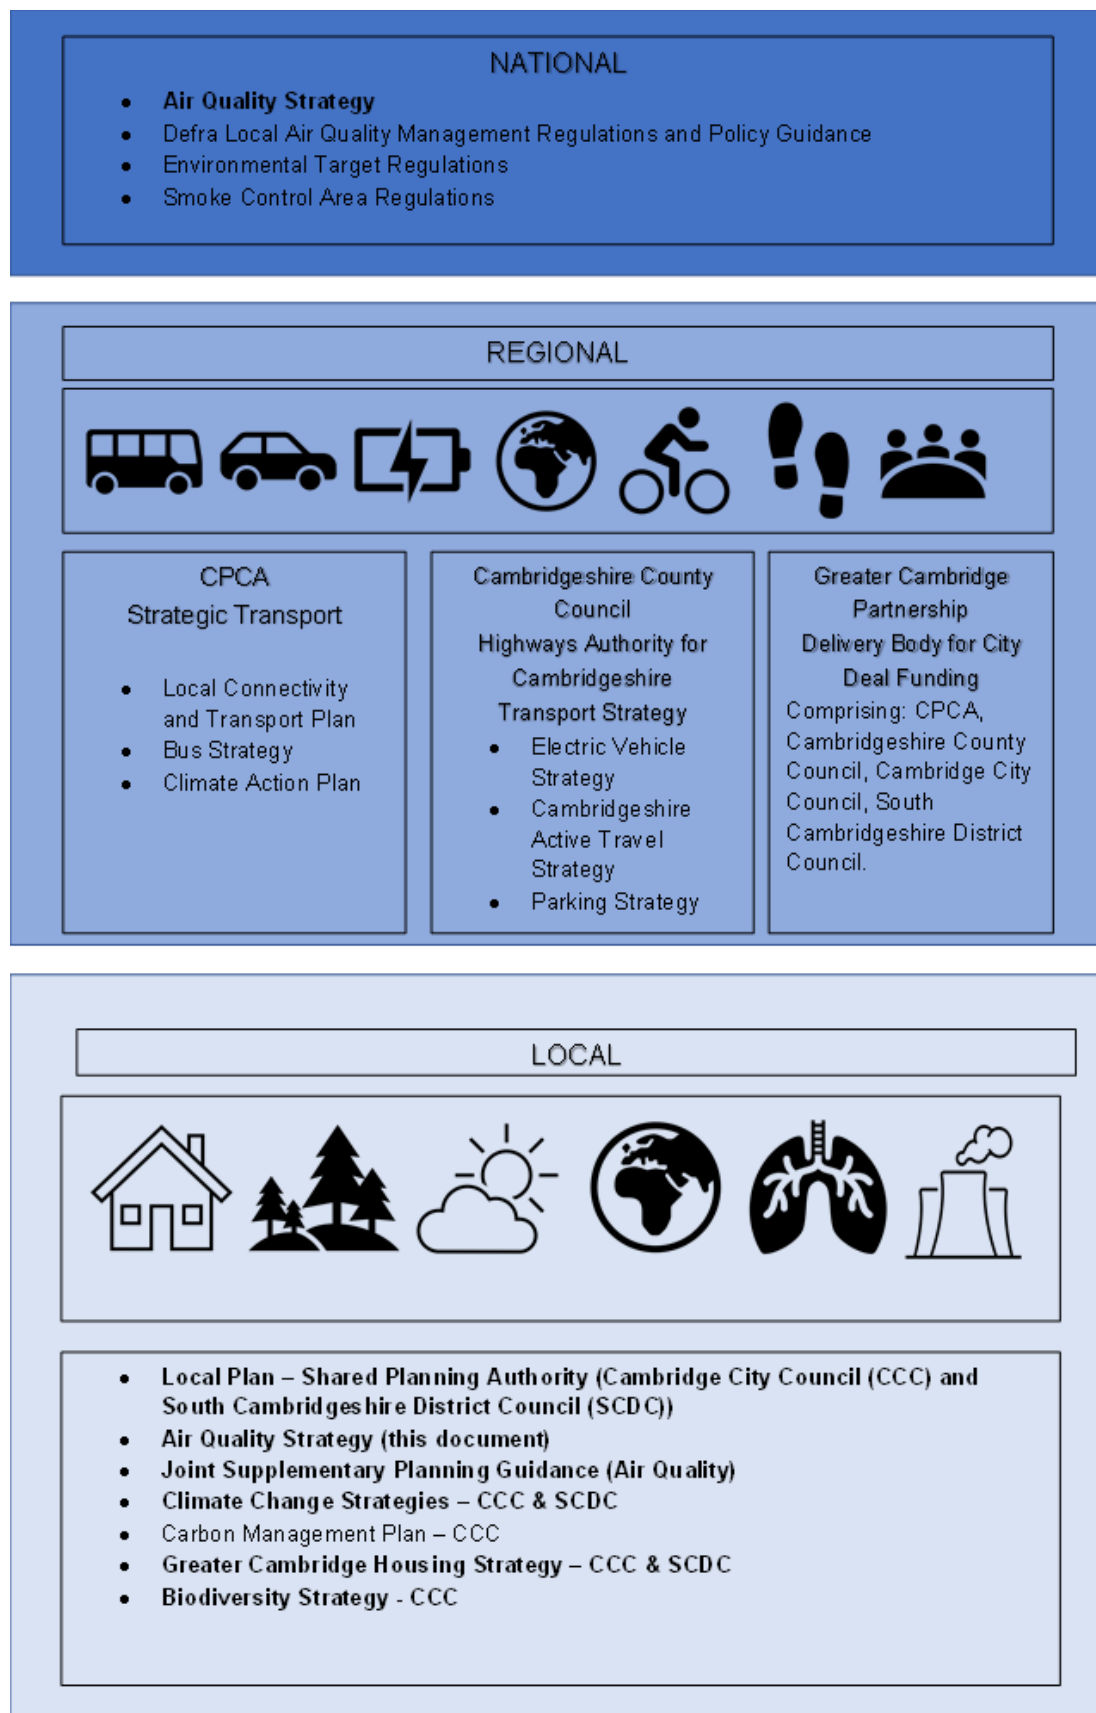 NATIONAL
● Air Quality Strategy
● Defra Local Air Quality Management Regulations and Policy Guidance
● Environmental Target Regulations
● Smoke Control Area Regulations
REGIONAL
CPCA
Strategic Transport
● Local Connectivity
and Transport Plan
● Bus Strategy
● Climate Action Plan
Cambridgeshire County
Council
Highways Authority for
Cambridgeshire
Transport Strategy
● Electric Vehicle
Strategy
● Cambridgeshire
Active Travel
Strategy
● Parking Strategy
Greater Cambridge
Partnership
Delivery Body for City
Deal Funding
Comprising: CPCA,
Cambridgeshire County
Council, Cambridge City
Council, South
Cambridgeshire District
Council.
LOCAL
● Local Plan – Shared Planning Authority (Cambridge City Council (CCC) and
South Cambridgeshire District Council (SCDC))
● Air Quality Strategy (this document)
● Joint Supplementary Planning Guidance (Air Quality)
● Climate Change Strategies – CCC & SCDC
● Carbon Management Plan – CCC
● Greater Cambridge Housing Strategy – CCC & SCDC
● Biodiversity Strategy - CCC